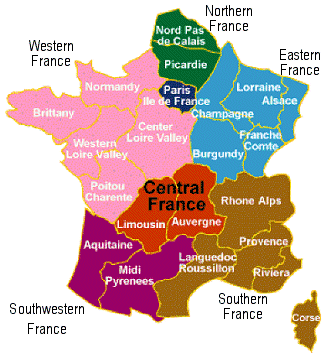 Northern
France
Nord Pas
de Calais
Western
France
Picardie
Eastern
France
Normandy
Paris
Ile de France
Lorraine
Alsace
Brittany
Champagne
Center
Loire Valley
Western
Loire Valley
Franche
Comte
Burgundy
Poitou
Charente
Central
France
Rhone Alps
Limousin
Auvergne
Aquitaine
Provence
Languedoc
Roussillon
Midi
Pyrenees
Riviera
Southwestern
France
Southern
France
Corse